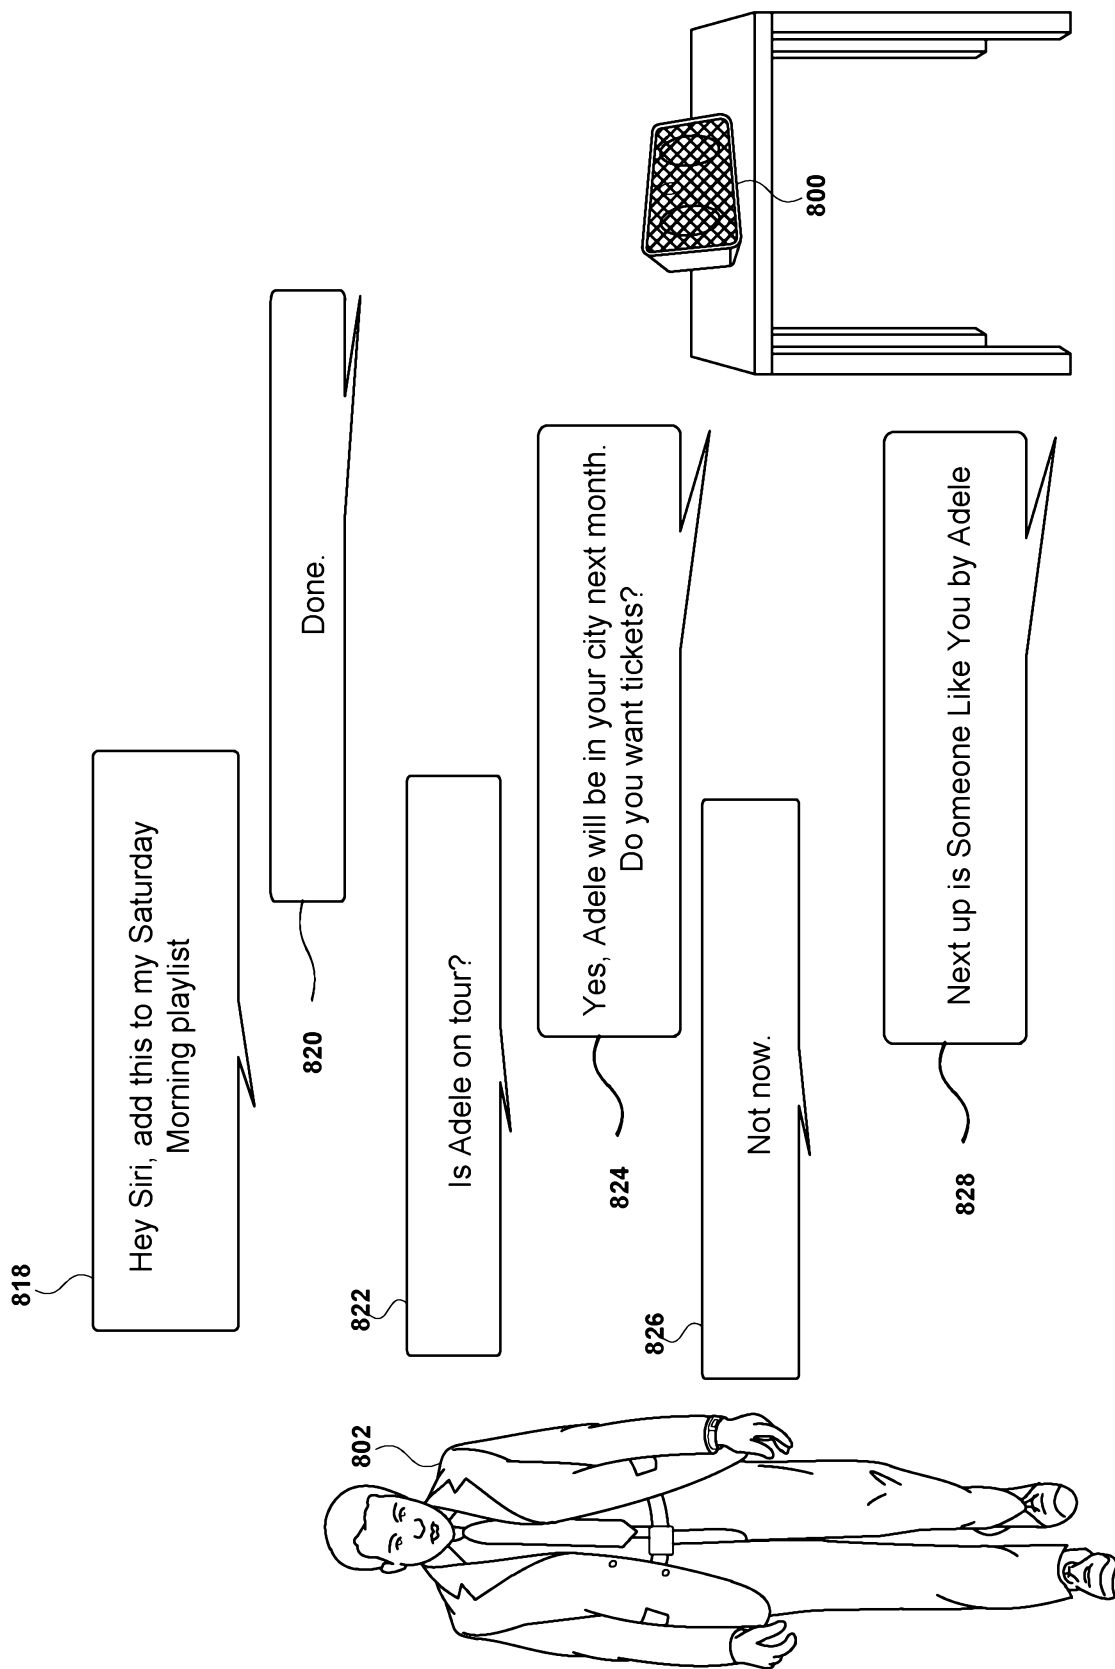 818
Hey Siri, add this to my Saturday
Morning playlist
820
Done.
822
Is Adele on tour?
824
Yes, Adele will be in your city next month.
Do you want tickets?
826
Not now.
828
Next up is Someone Like You by Adele
802
800